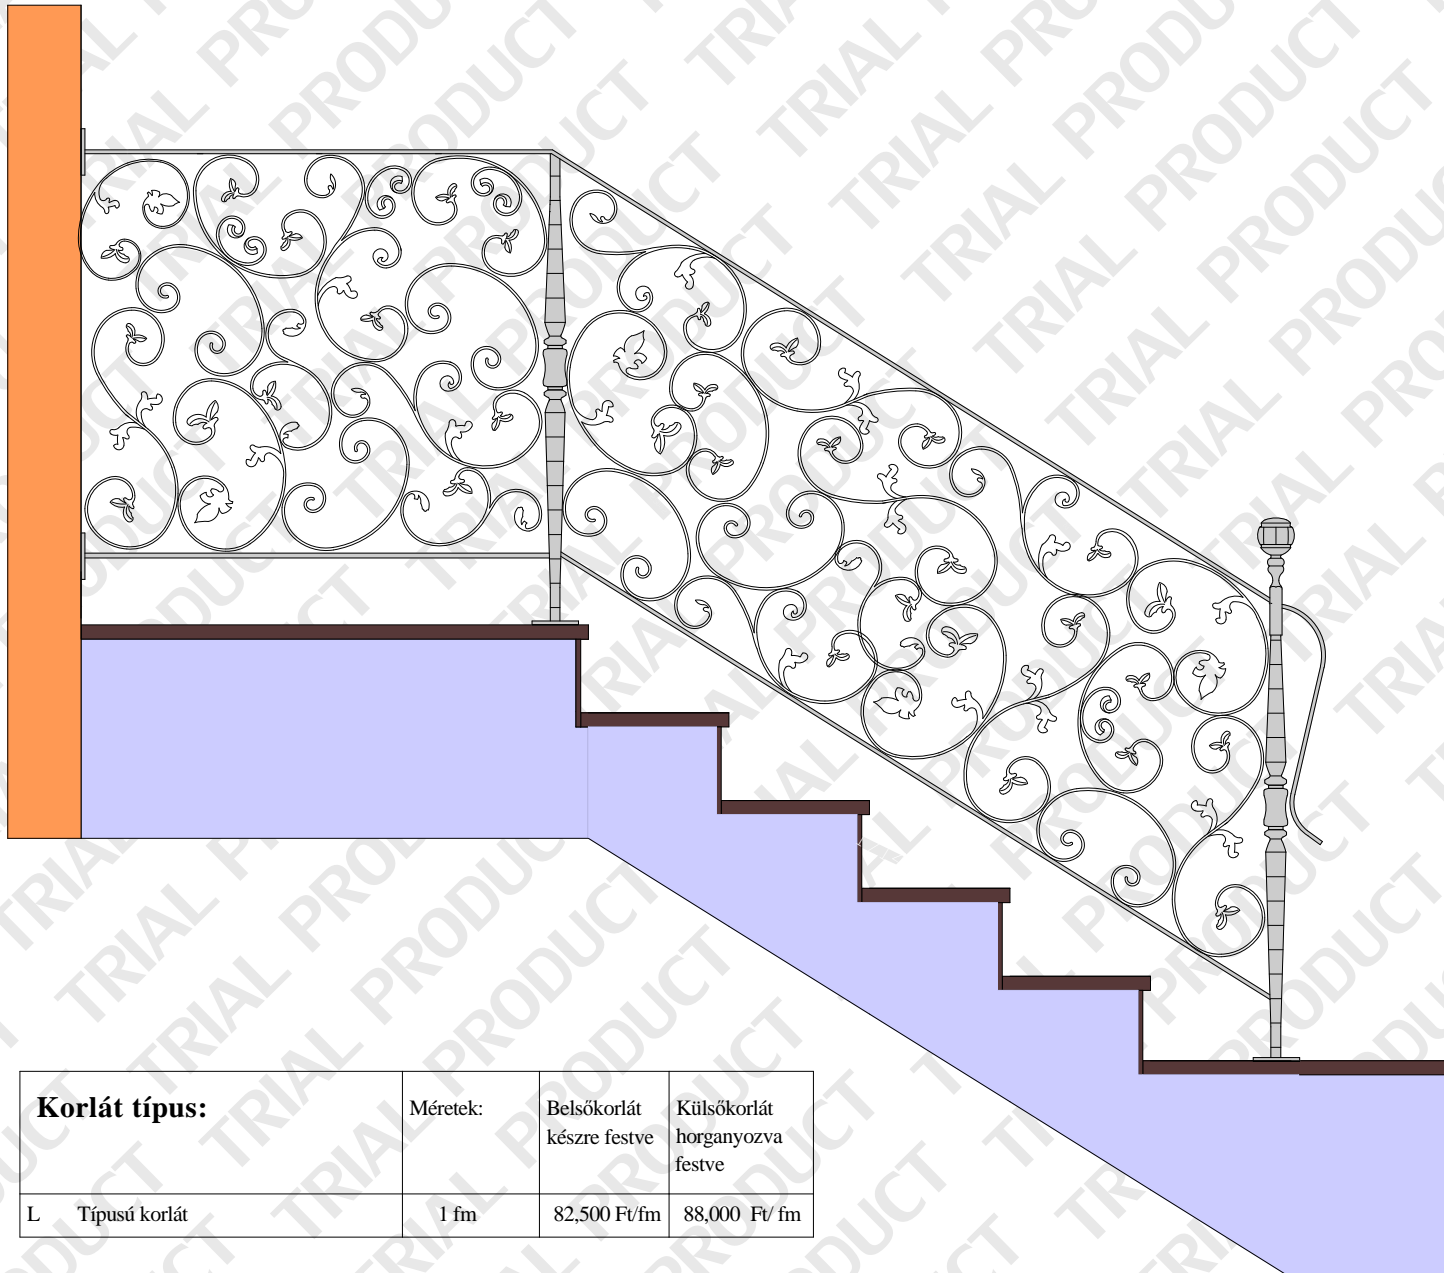 Korlát típus:
Méretek:
Belsőkorlát
készre festve
Külsőkorlát
horganyozva
festve
L Típusú korlát
1 fm
82,500 Ft/fm
88,000 Ft/ fm
TRIAL PRODUCT